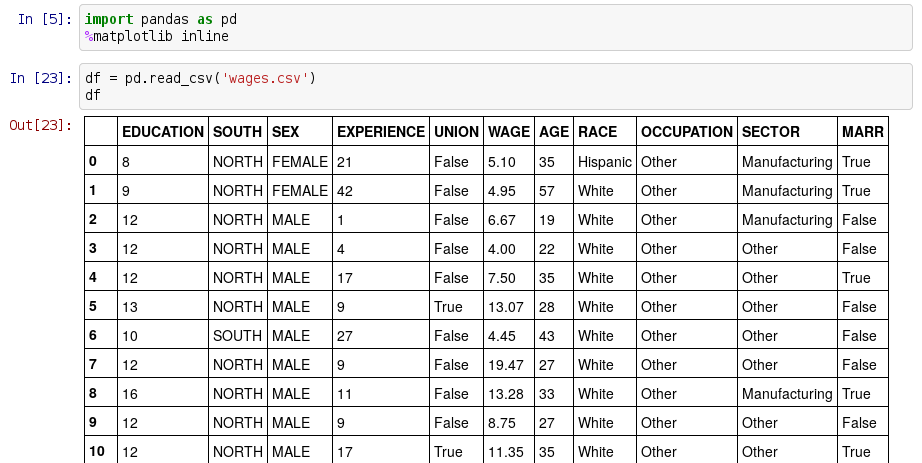 In [5]: import pandas as pd
%matplotlib inline
In [23]: df = pd.read_csv('wages.csv')
df
Out[23]:
EDUCATION SOUTH SEX EXPERIENCE UNION WAGE AGE RACE OCCUPATION SECTOR MARR
0 8 NORTH FEMALE 21 False 5.10 35 Hispanic Other Manufacturing True
1 9 NORTH FEMALE 42 False 4.95 57 White Other Manufacturing True
2 12 NORTH MALE 1 False 6.67 19 White Other Manufacturing False
3 12 NORTH MALE 4 False 4.00 22 White Other Other False
4 12 NORTH MALE 17 False 7.50 35 White Other Other True
5 13 NORTH MALE 9 True 13.07 28 White Other Other False
6 10 SOUTH MALE 27 False 4.45 43 White Other Other False
7 12 NORTH MALE 9 False 19.47 27 White Other Other False
8 16 NORTH MALE 11 False 13.28 33 White Other Manufacturing True
9 12 NORTH MALE 9 False 8.75 27 White Other Other False
10 12 NORTH MALE 17 True 11.35 35 White Other Other True